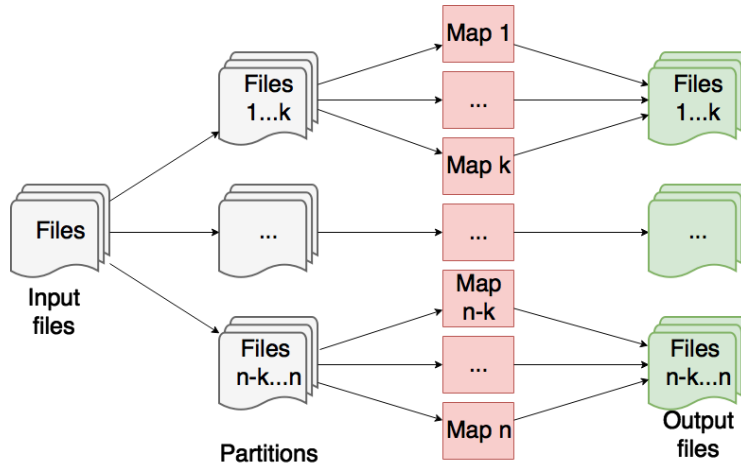 Files
Input
files
Files
1...k
...
Files
n-k...n
Partitions
Map 1
...
Map k
...
Map
n-k
...
Map n
Files
1...k
...
Files
n-k...n
Output
files